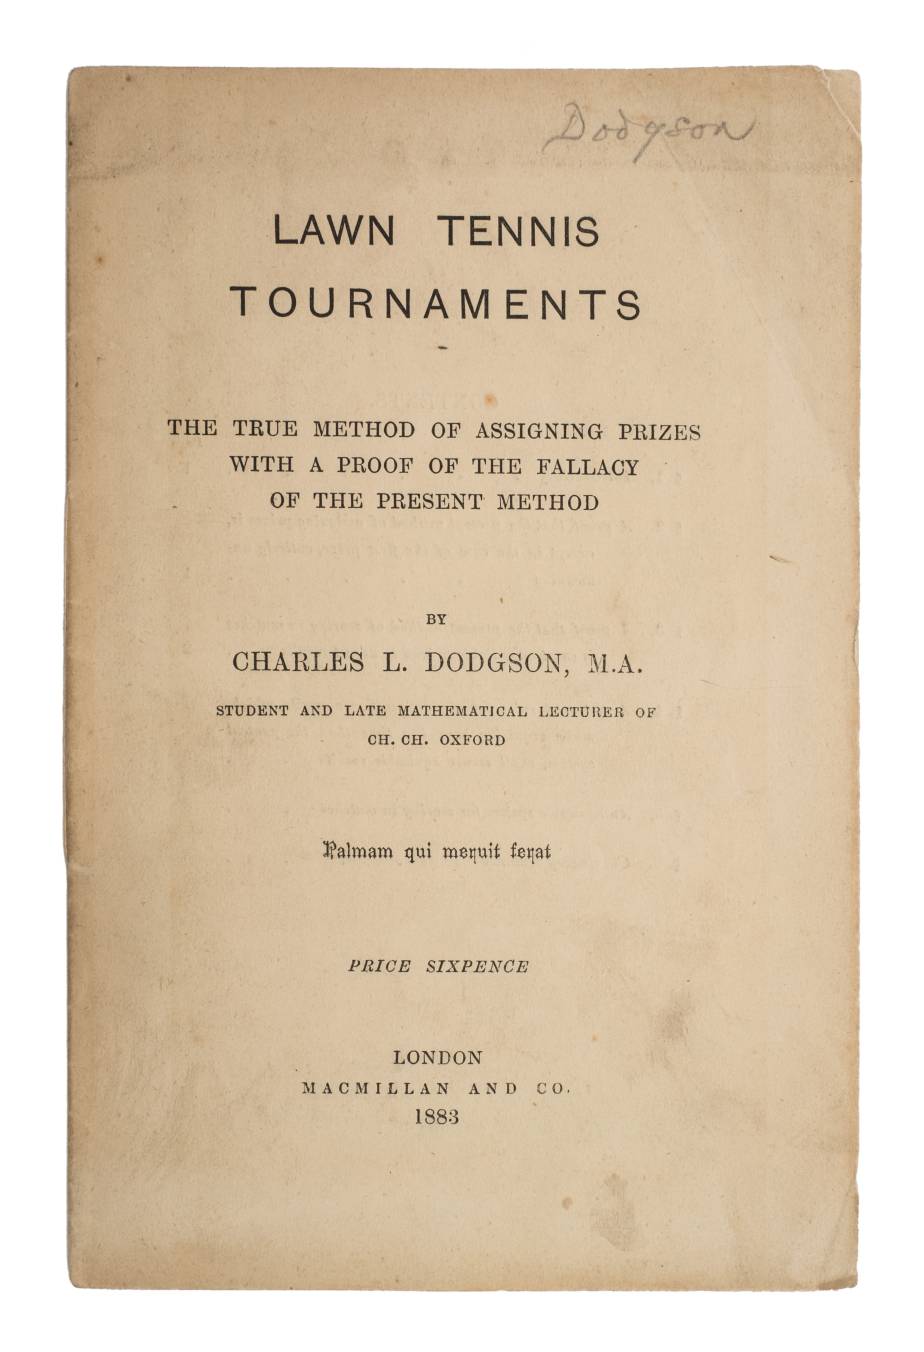 Dodgson
LAWN TENNIS
TOURNAMENTS
THE TRUE METHOD OF ASSIGNING PRIZES
WITH A PROOF OF THE FALLACY
OF THE PRESENT METHOD
BY
CHARLES L. DODGSON, M.A.
STUDENT AND LATE MATHEMATICAL LECTURER OF
CH. CH. OXFORD
Palmam qui meruit ferat
PRICE SIXPENCE
LONDON
MACMILLAN AND CO.
1883